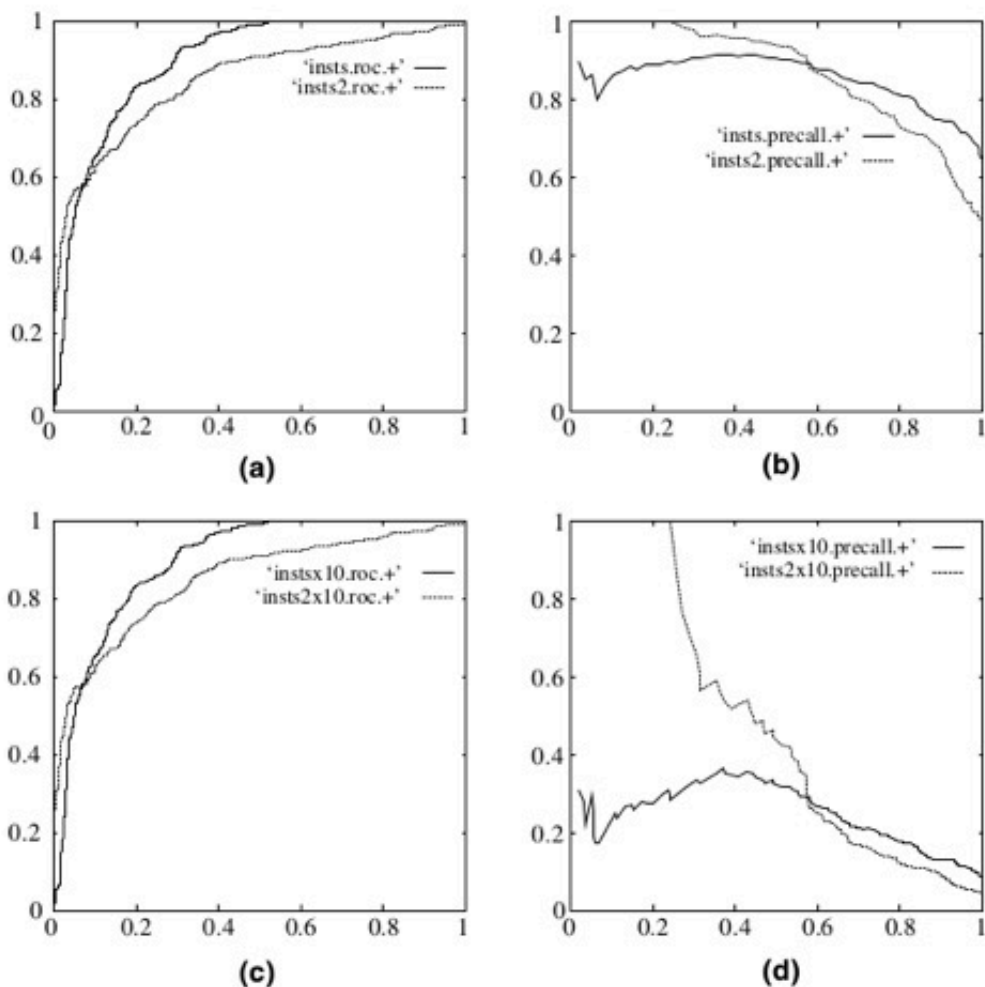 1
0.8
0.6
0.4
0.2
0
'insts.roc.+'
'insts2.roc.+'
0 0.2 0.4 0.6 0.8 1
(a)
1
0.8
0.6
0.4
0.2
0
'insts.precall.+'
'insts2.precall.+'
0 0.2 0.4 0.6 0.8 1
(b)
1
0.8
0.6
0.4
0.2
0
'instsx10.roc.+'
'insts2x10.roc.+'
0 0.2 0.4 0.6 0.8 1
(c)
1
0.8
0.6
0.4
0.2
0
'instsx10.precall.+'
'insts2x10.precall.+'
0 0.2 0.4 0.6 0.8 1
(d)